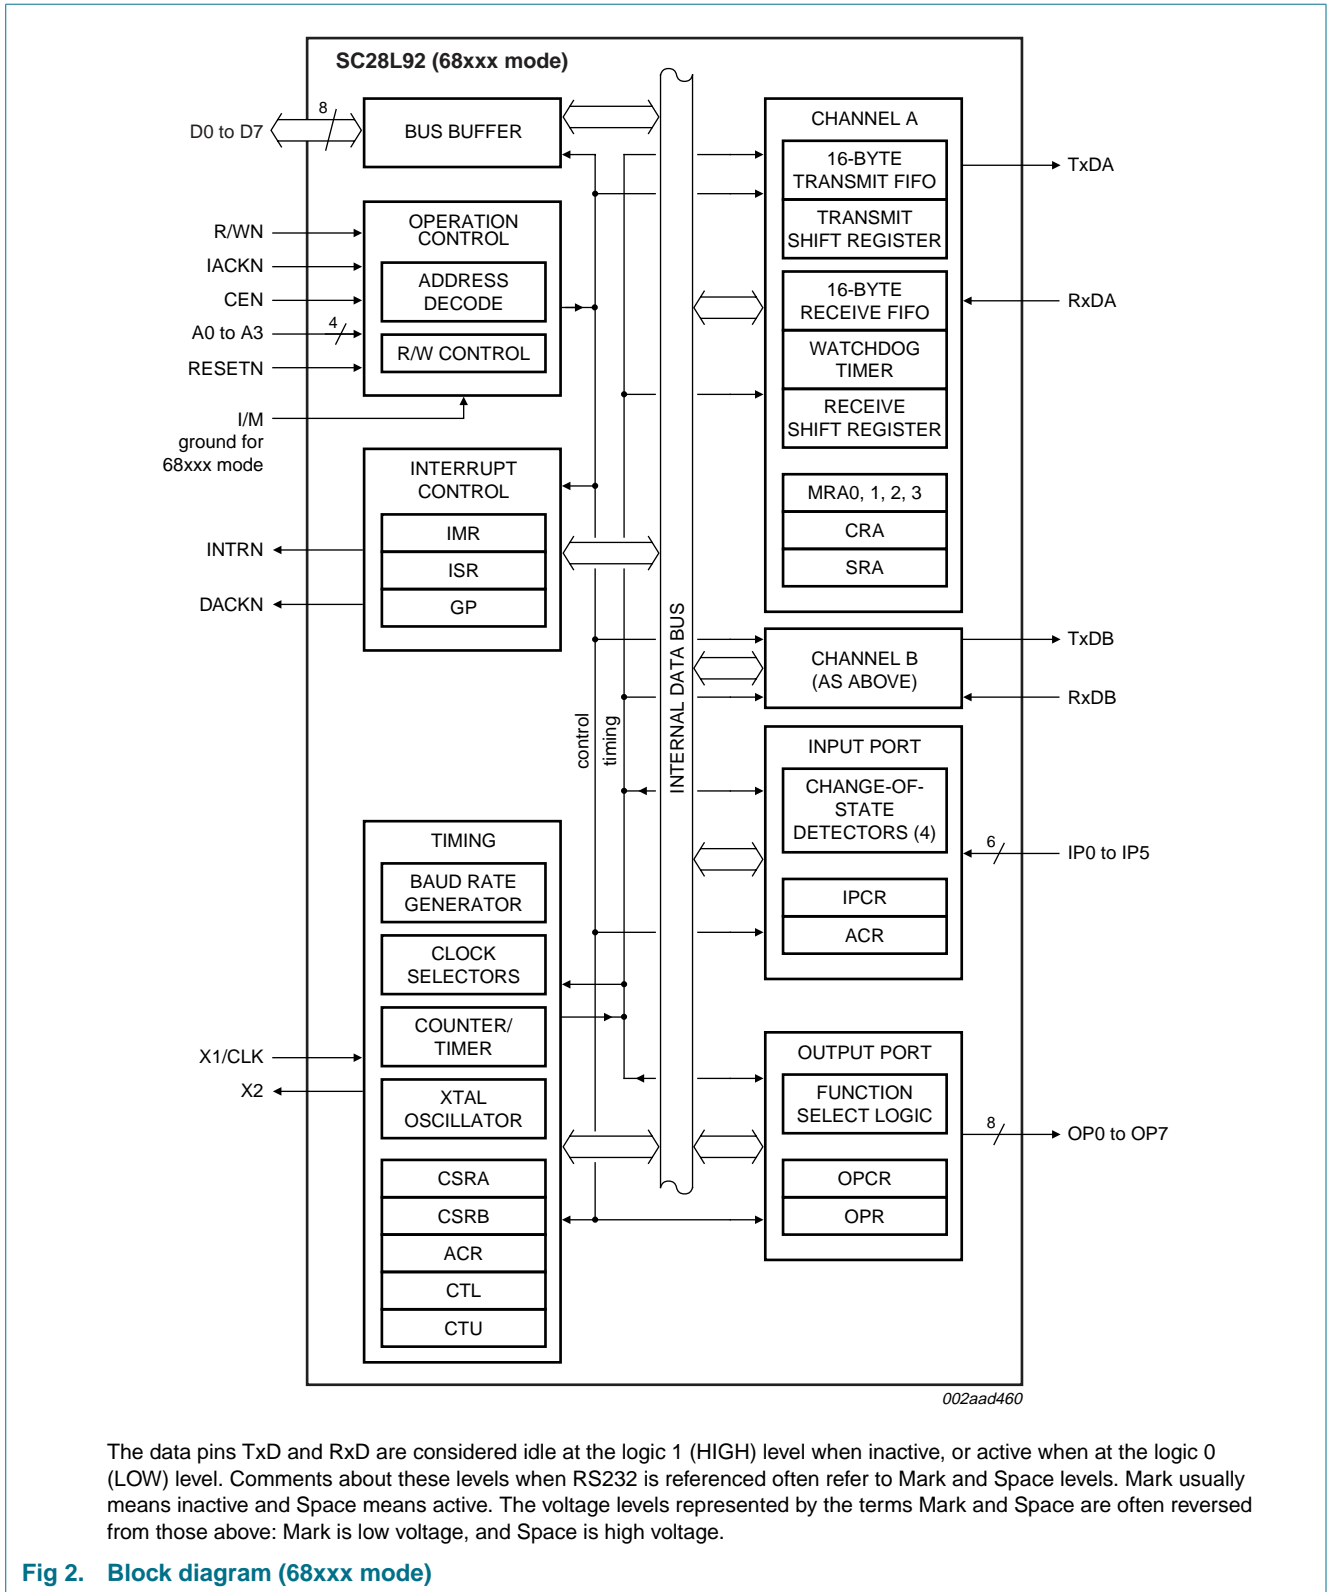 SC28L92 (68xxx mode)
D0 to D7
8
BUS BUFFER
R/WN
IACKN
CEN
A0 to A3
4
RESETN
I/M
ground for
68xxx mode
OPERATION
CONTROL
ADDRESS
DECODE
R/W CONTROL
INTERRUPT
CONTROL
IMR
ISR
GP
INTRN
DACKN
control
timing
INTERNAL DATA BUS
TIMING
BAUD RATE
GENERATOR
CLOCK
SELECTORS
COUNTER/
TIMER
XTAL
OSCILLATOR
CSRA
CSRB
ACR
CTL
CTU
X1/CLK
X2
CHANNEL A
16-BYTE
TRANSMIT FIFO
TRANSMIT
SHIFT REGISTER
16-BYTE
RECEIVE FIFO
WATCHDOG
TIMER
RECEIVE
SHIFT REGISTER
MRA0, 1, 2, 3
CRA
SRA
TxDA
RxDA
CHANNEL B
(AS ABOVE)
TxDB
RxDB
INPUT PORT
CHANGE-OF-
STATE
DETECTORS (4)
IPCR
ACR
6
IP0 to IP5
OUTPUT PORT
FUNCTION
SELECT LOGIC
OPCR
OPR
8
OP0 to OP7
002aad460
The data pins TxD and RxD are considered idle at the logic 1 (HIGH) level when inactive, or active when at the logic 0
(LOW) level. Comments about these levels when RS232 is referenced often refer to Mark and Space levels. Mark usually
means inactive and Space means active. The voltage levels represented by the terms Mark and Space are often reversed
from those above: Mark is low voltage, and Space is high voltage.
Fig 2. Block diagram (68xxx mode)